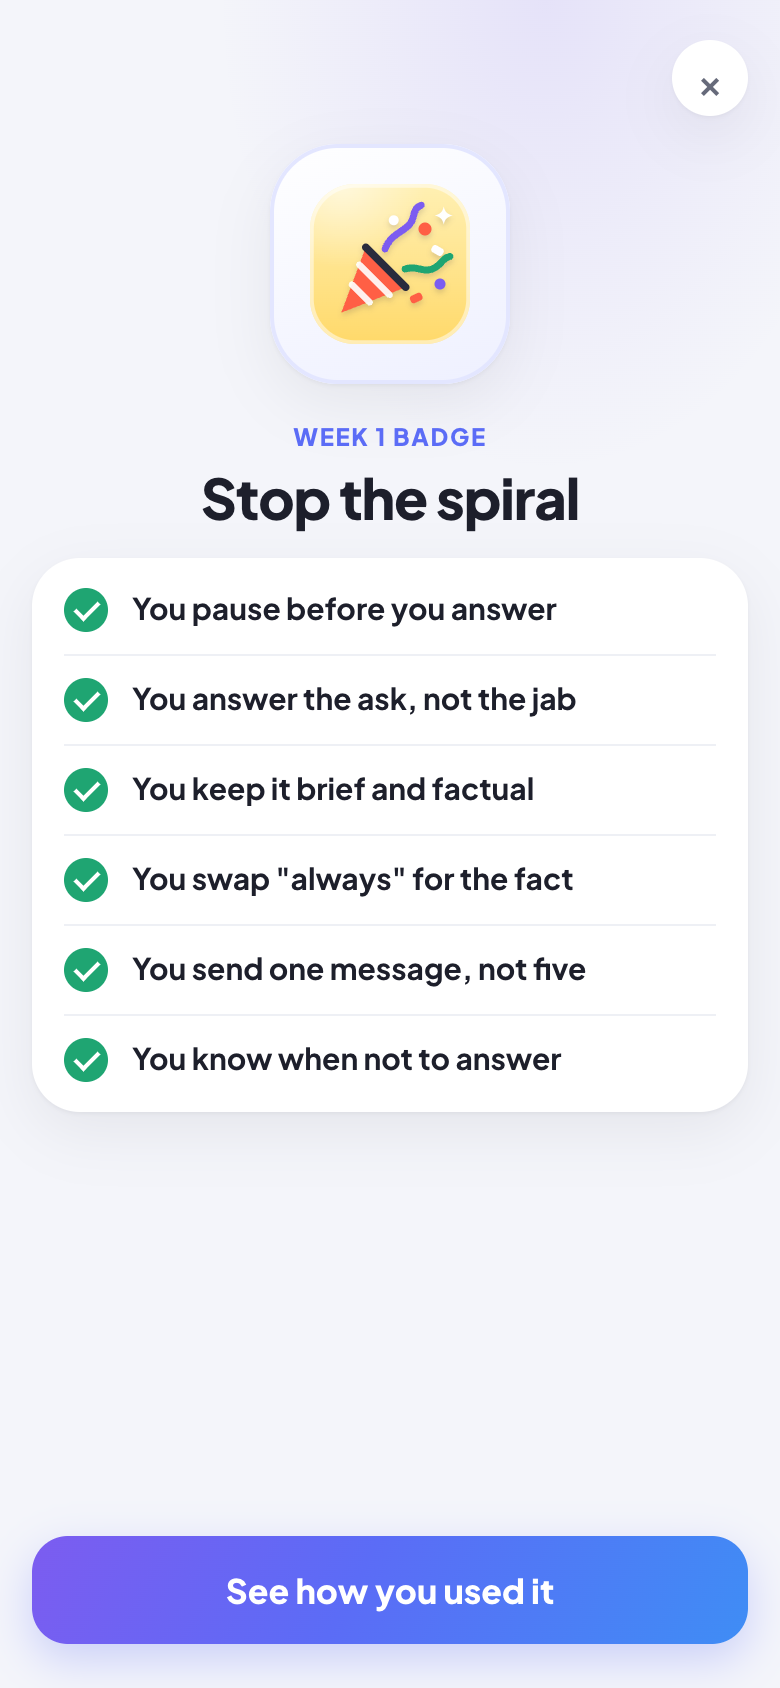 WEEK 1 BADGE
Stop the spiral
You pause before you answer
You answer the ask, not the jab
You keep it brief and factual
You swap "always" for the fact
You send one message, not five
You know when not to answer
See how you used it